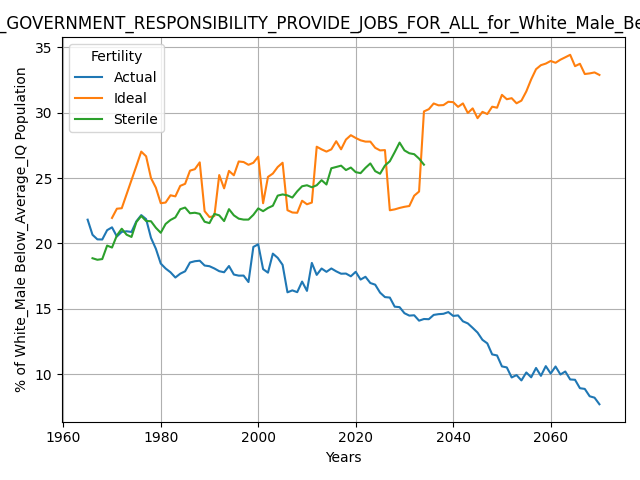 _GOVERNMENT_RESPONSIBILITY_PROVIDE_JOBS_FOR_ALL_for_White_Male_Be
35
30
25
20
15
10
% of White_Male Below_Average_IQ Population
Fertility
Actual
Ideal
Sterile
1960
1980
2000
2020
2040
2060
Years